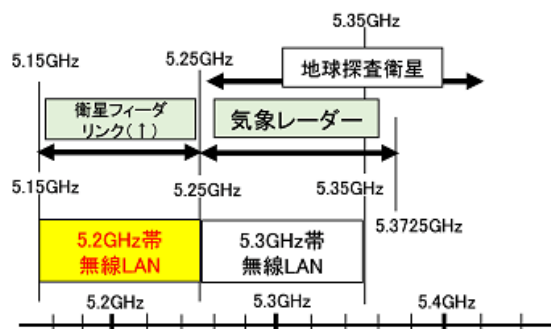 5.35GHz
5.15GHz
5.25GHz
地球探査衛星
衛星フィーダ
リンク(↑)
気象レーダー
5.15GHz
5.25GHz
5.35GHz
5.3725GHz
5.2GHz帯
無線LAN
5.3GHz帯
無線LAN
5.2GHz
5.3GHz
5.4GHz